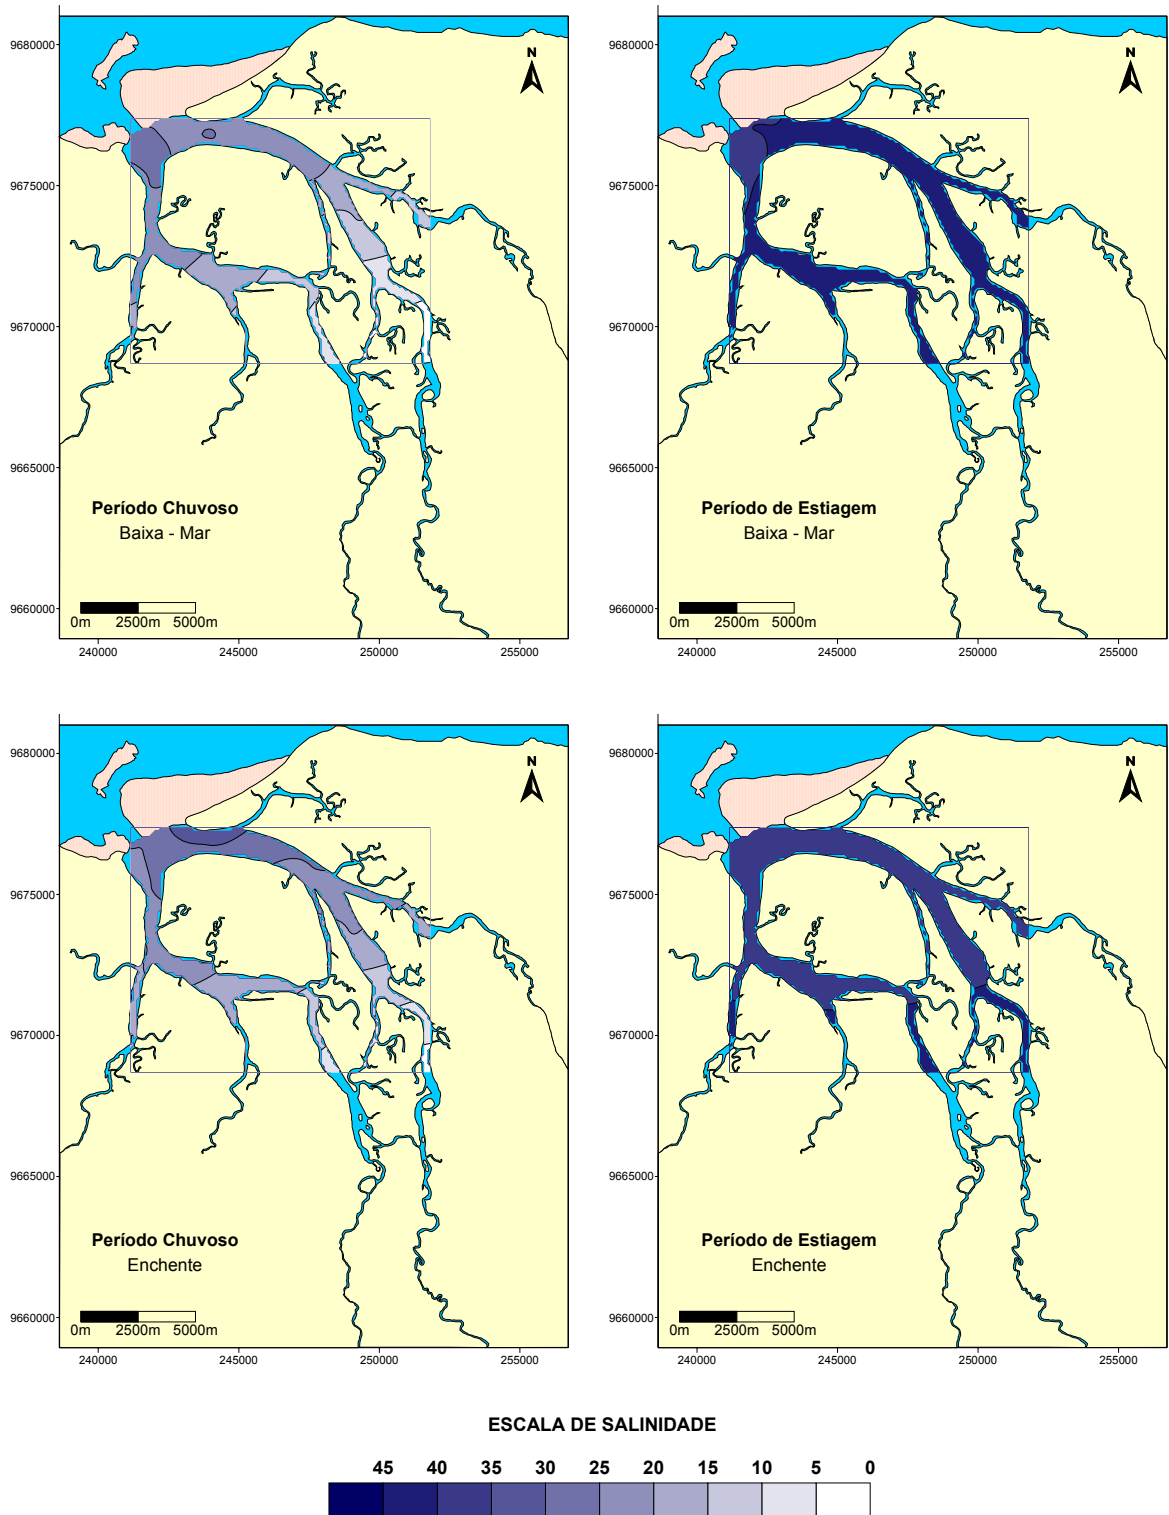 9680000
N
9675000
9670000
9665000
Período Chuvoso
Baixa - Mar
9660000
0m 2500m 5000m
240000 245000 250000 255000
9680000
N
9675000
9670000
9665000
Período de Estiagem
Baixa - Mar
9660000
0m 2500m 5000m
240000 245000 250000 255000
9680000
N
9675000
9670000
9665000
Período Chuvoso
Enchente
9660000
0m 2500m 5000m
240000 245000 250000 255000
9680000
N
9675000
9670000
9665000
Período de Estiagem
Enchente
9660000
0m 2500m 5000m
240000 245000 250000 255000
ESCALA DE SALINIDADE
45 40 35 30 25 20 15 10 5 0